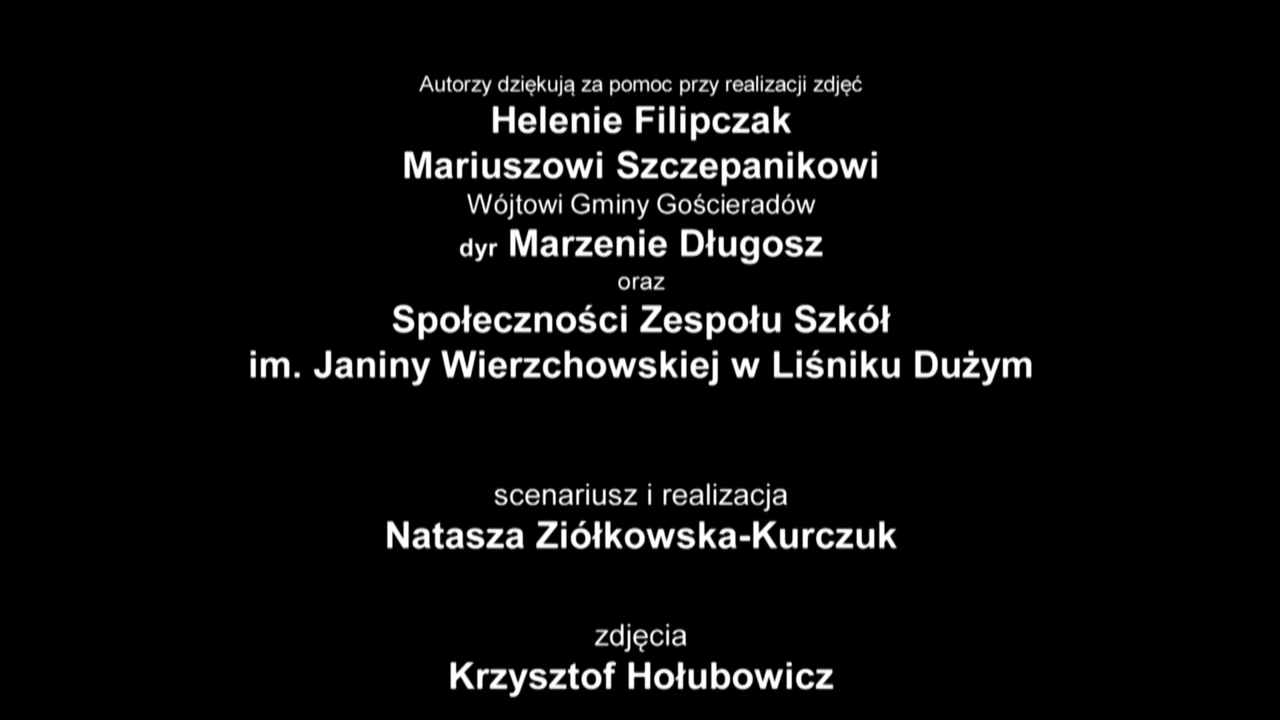 Autorzy dziękują za pomoc przy realizacji zdjęć
Helenie Filipczak
Mariuszowi Szczepanikowi
Wójtowi Gminy Gościeradów
dyr Marzenie Długosz
oraz
Społeczności Zespołu Szkół
im. Janiny Wierzchowskiej w Liśniku Dużym
scenariusz i realizacja
Natasza Ziółkowska-Kurczuk
zdjęcia
Krzysztof Hołubowicz